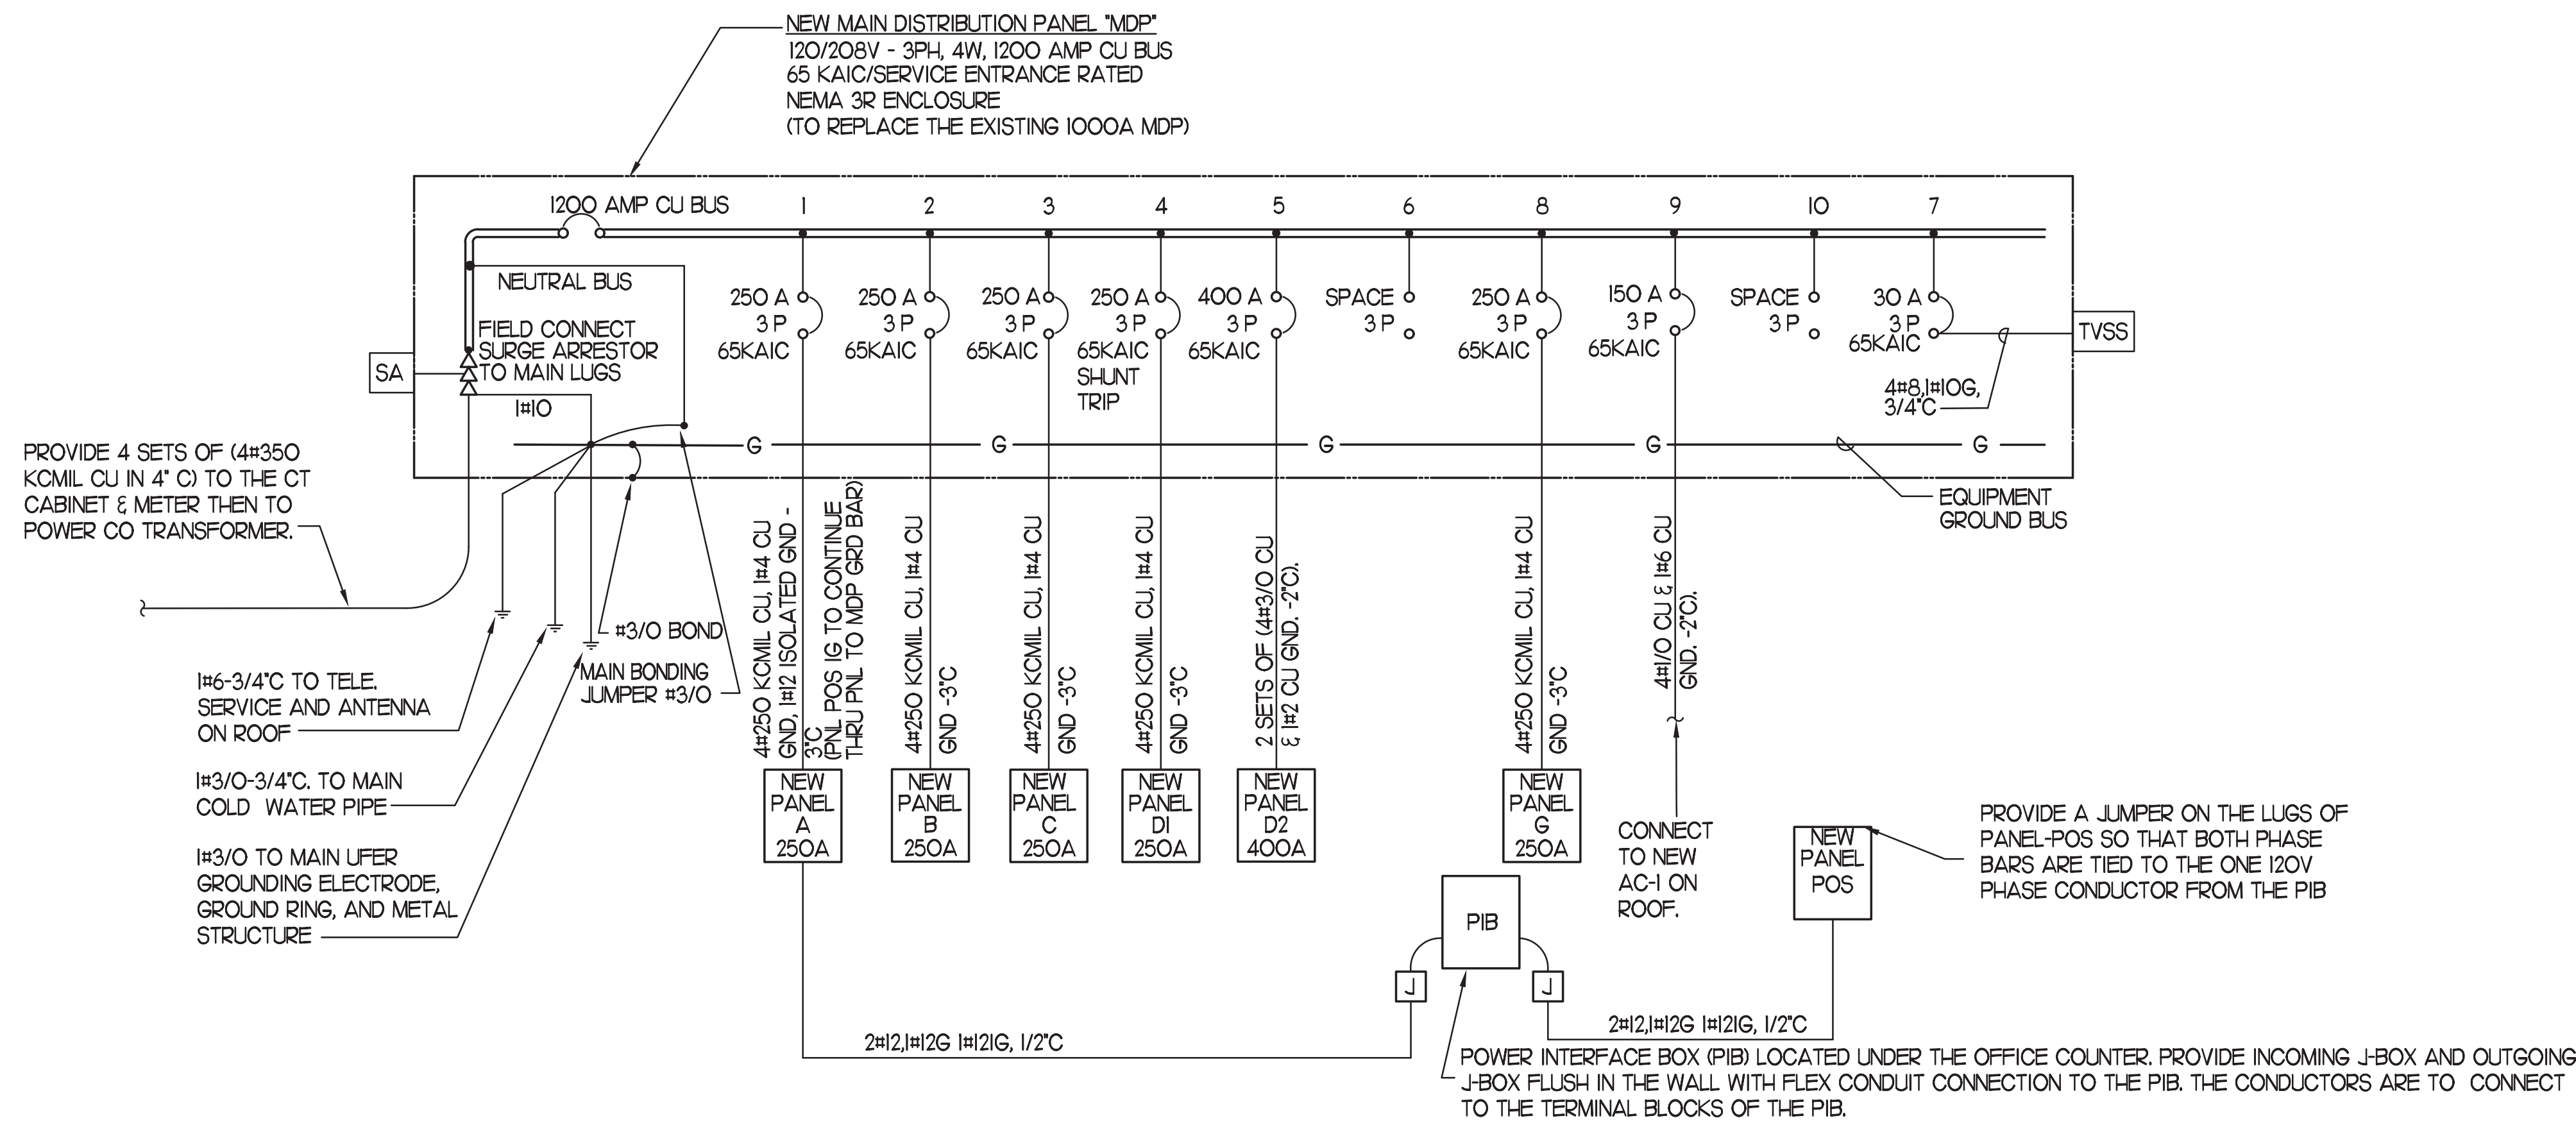 NEW MAIN DISTRIBUTION PANEL "MDP"
120/208V - 3PH, 4W, 1200 AMP CU BUS
65 KAIC/SERVICE ENTRANCE RATED
NEMA 3R ENCLOSURE
(TO REPLACE THE EXISTING 1000A MDP)
1200 AMP CU BUS
1
2
3
4
5
6
8
9
10
7
NEUTRAL BUS
FIELD CONNECT
SURGE ARRESTOR
TO MAIN LUGS
SA
1#10
250 A
3 P
65KAIC
250 A
3 P
65KAIC
250 A
3 P
65KAIC
250 A
3 P
65KAIC
SHUNT
TRIP
400 A
3 P
65KAIC
SPACE
3 P
250 A
3 P
65KAIC
150 A
3 P
65KAIC
SPACE
3 P
30 A
3 P
65KAIC
TVSS
4#8,1#10G,
3/4"C
G
G
G
G
G
EQUIPMENT
GROUND BUS
PROVIDE 4 SETS OF (4#350
KCMIL CU IN 4" C) TO THE CT
CABINET & METER THEN TO
POWER CO TRANSFORMER.
#3/0 BOND
MAIN BONDING
JUMPER #3/0
1#6-3/4"C TO TELE.
SERVICE AND ANTENNA
ON ROOF
1#3/0-3/4"C. TO MAIN
COLD WATER PIPE
1#3/0 TO MAIN UFER
GROUNDING ELECTRODE,
GROUND RING, AND METAL
STRUCTURE
4#250 KCMIL CU, 1#4 CU
GND, 1#12 ISOLATED GND -
3"C
(PNL POS IG TO CONTINUE
THRU PNL TO MDP GRD BAR)
4#250 KCMIL CU, 1#4 CU
GND -3"C
4#250 KCMIL CU, 1#4 CU
GND -3"C
4#250 KCMIL CU, 1#4 CU
GND -3"C
2 SETS OF (4#3/0 CU
& 1#2 CU GND. -2"C).
4#250 KCMIL CU, 1#4 CU
GND -3"C
4#1/0 CU & 1#6 CU
GND. -2"C).
NEW
PANEL
A
250A
NEW
PANEL
B
250A
NEW
PANEL
C
250A
NEW
PANEL
D1
250A
NEW
PANEL
D2
400A
NEW
PANEL
G
250A
CONNECT
TO NEW
AC-1 ON
ROOF.
NEW
PANEL
POS
PROVIDE A JUMPER ON THE LUGS OF
PANEL-POS SO THAT BOTH PHASE
BARS ARE TIED TO THE ONE 120V
PHASE CONDUCTOR FROM THE PIB
PIB
J
J
2#12,1#12G 1#12IG, 1/2"C
2#12,1#12G 1#12IG, 1/2"C
POWER INTERFACE BOX (PIB) LOCATED UNDER THE OFFICE COUNTER. PROVIDE INCOMING J-BOX AND OUTGOING
J-BOX FLUSH IN THE WALL WITH FLEX CONDUIT CONNECTION TO THE PIB. THE CONDUCTORS ARE TO CONNECT
TO THE TERMINAL BLOCKS OF THE PIB.